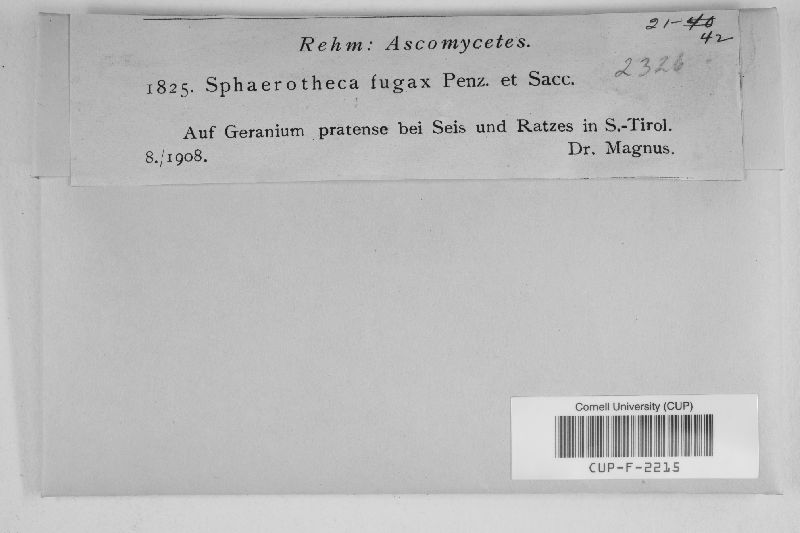 21-40
42
Rehm: Ascomycetes.
2326
1825. Sphaerotheca fugax Penz. et Sacc.
Auf Geranium pratense bei Seis und Ratzes in S.-Tirol.
8./1908. Dr. Magnus.
Cornell University (CUP)
CUP-F-2215